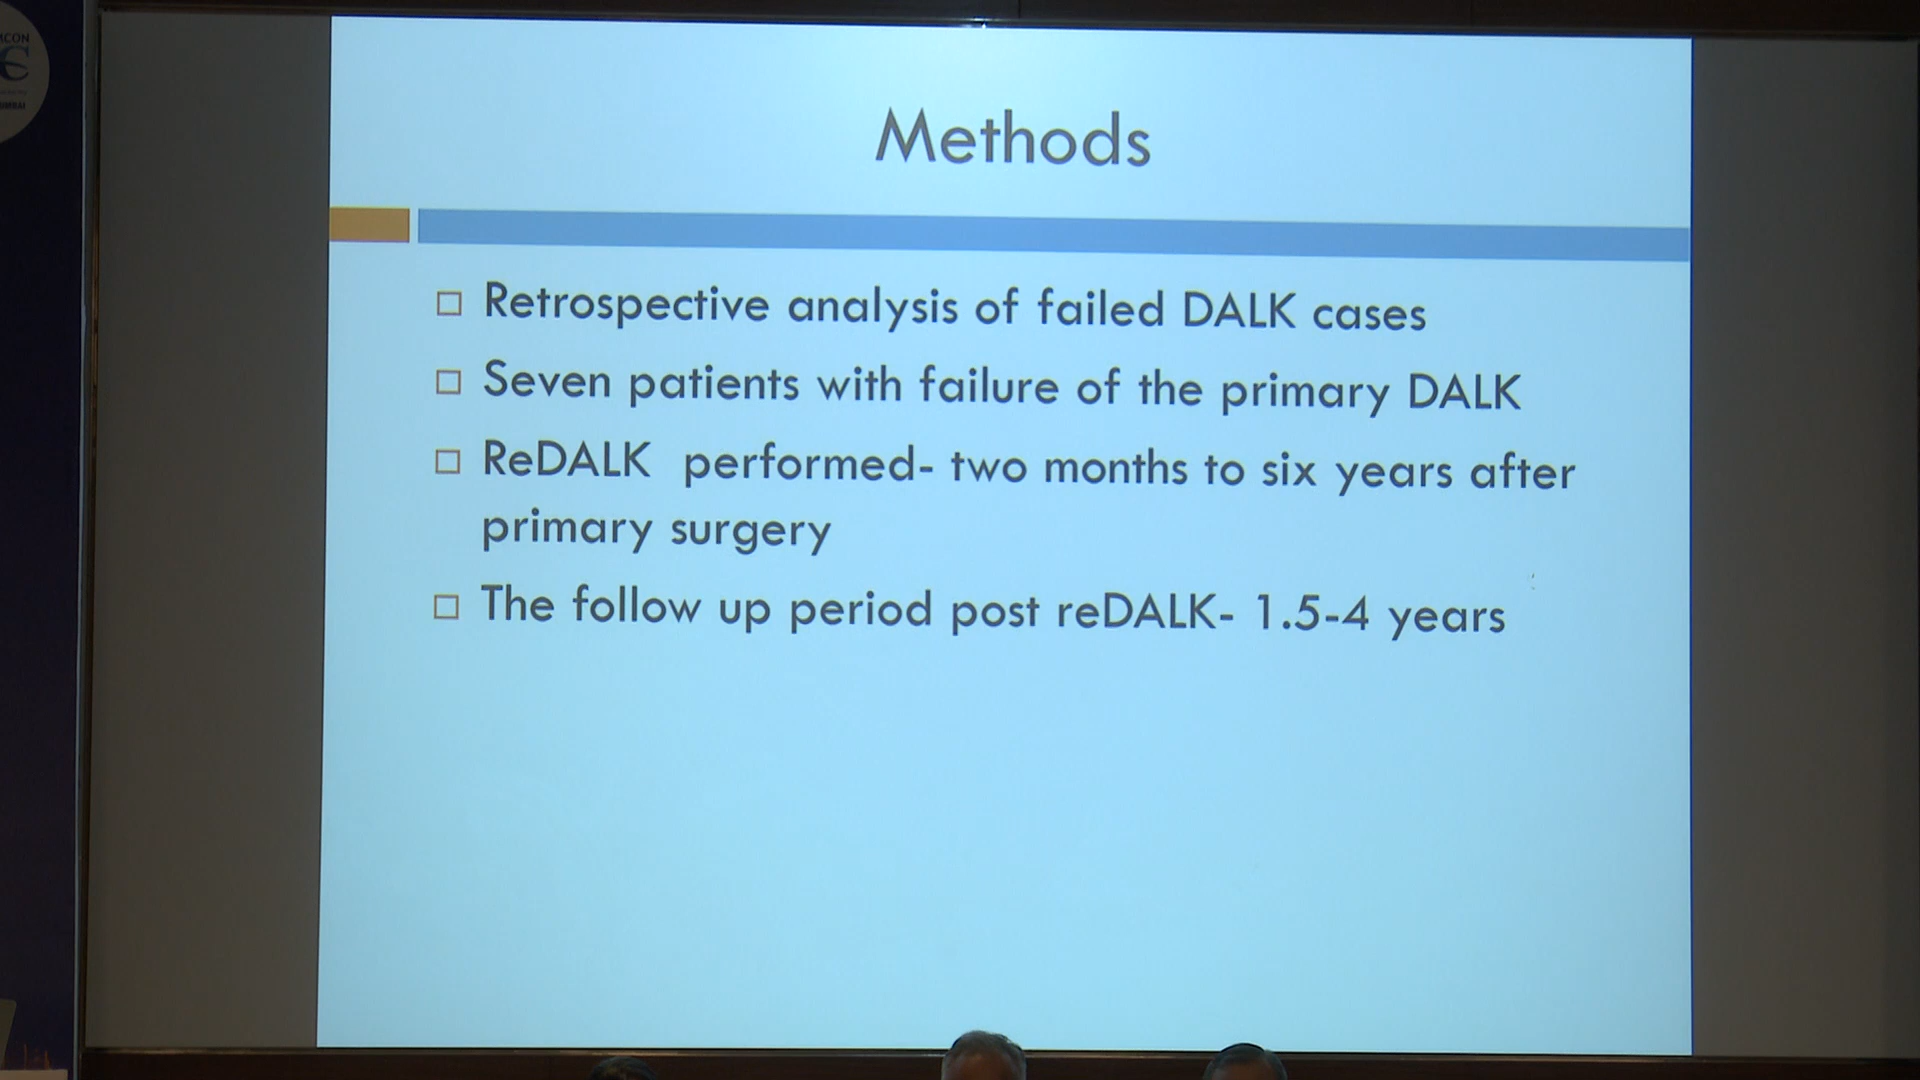 Methods
Retrospective analysis of failed DALK cases
Seven patients with failure of the primary DALK
ReDALK performed- two months to six years after
primary surgery
The follow up period post reDALK- 1.5-4 years